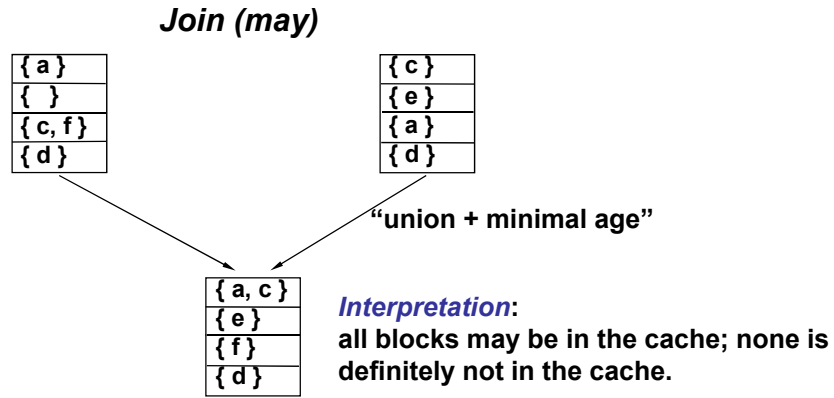 Join (may)
{ a }
{ }
{ c, f }
{ d }
{ c }
{ e }
{ a }
{ d }
“union + minimal age”
{ a, c }
{ e }
{ f }
{ d }
Interpretation:
all blocks may be in the cache; none is
definitely not in the cache.